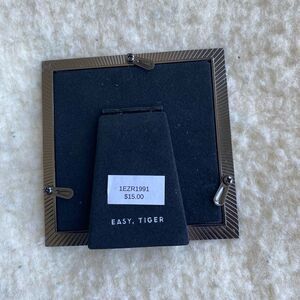 1EZR1991
$15.00
EASY, TIGER